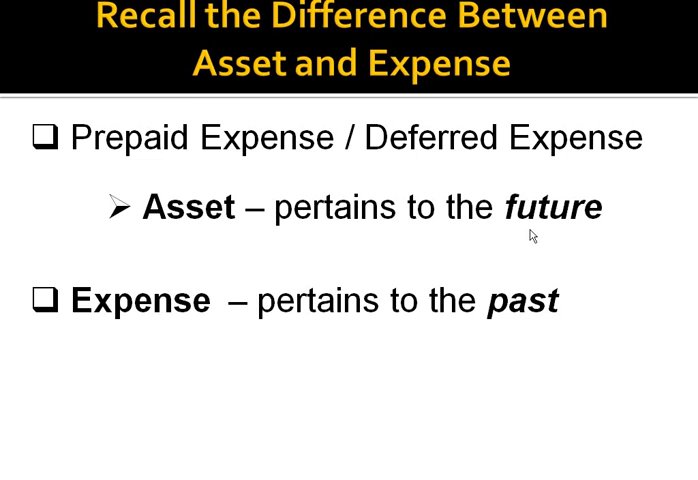 Recall the Difference Between
Asset and Expense
Prepaid Expense / Deferred Expense
Asset – pertains to the future
Expense – pertains to the past